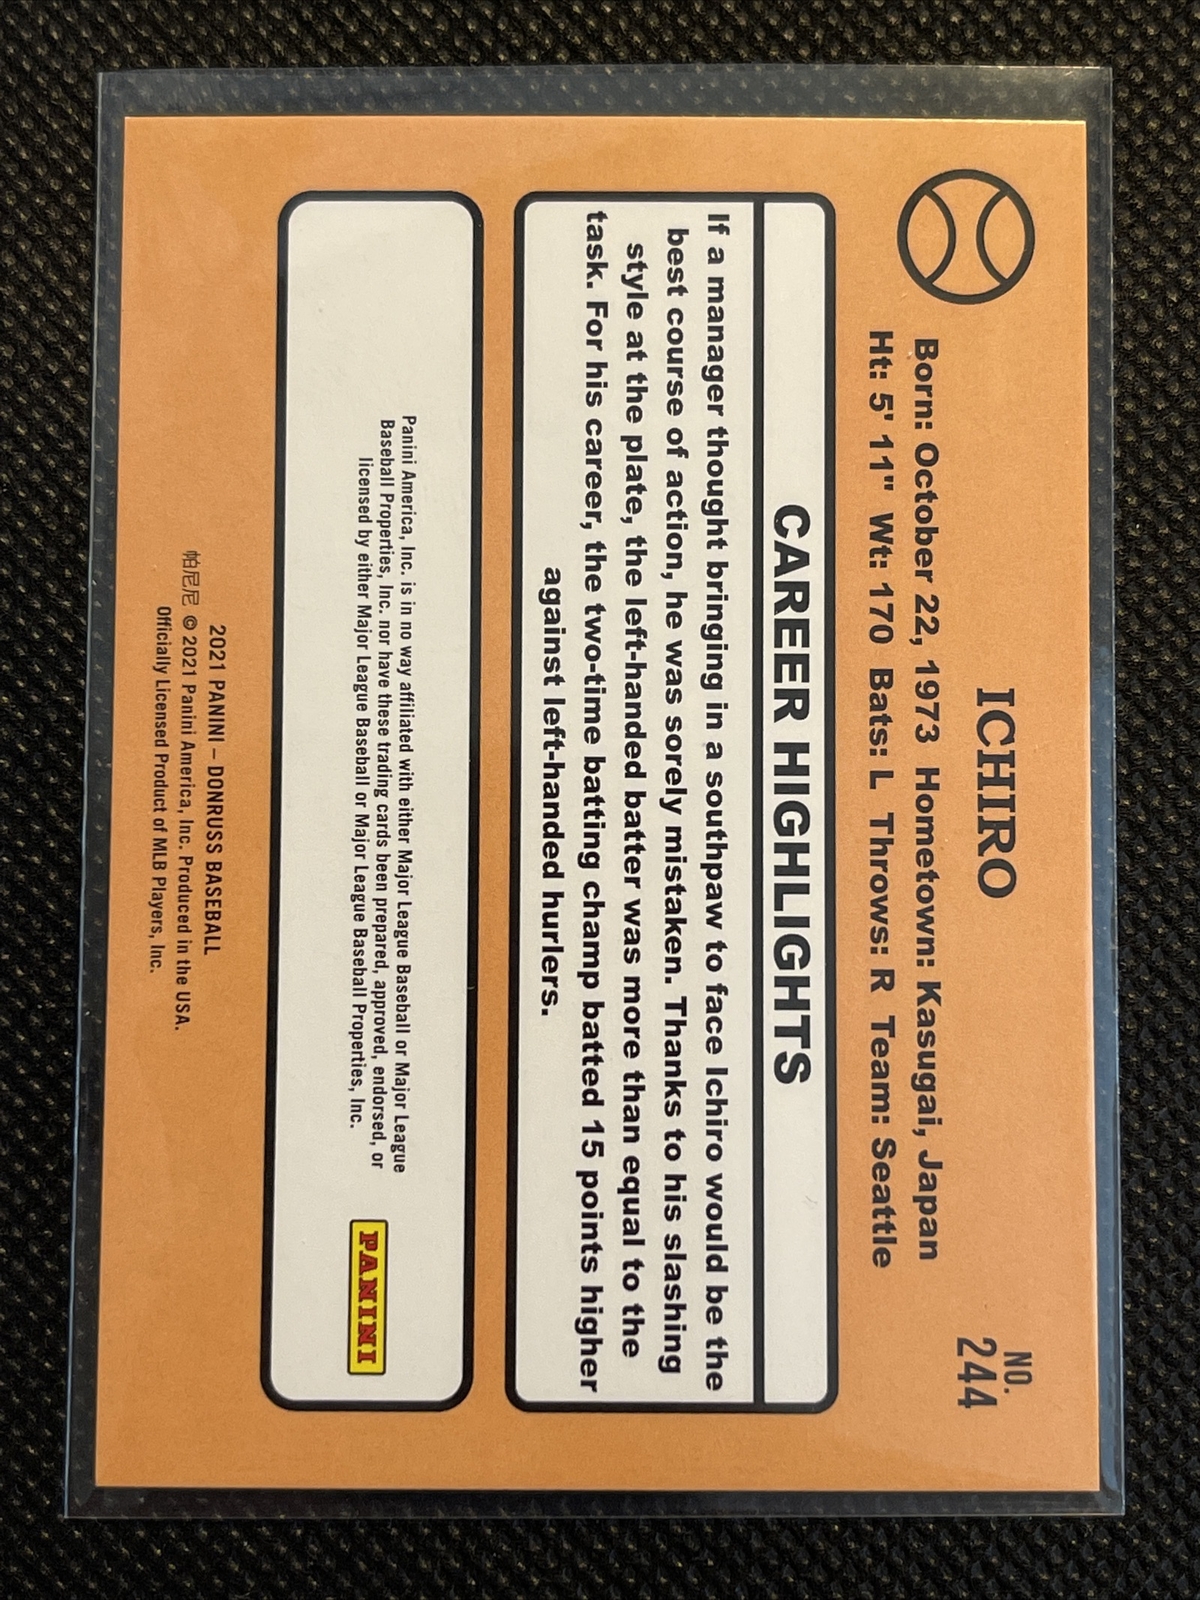 ICHIRO
NO.
244
Born: October 22, 1973 Hometown: Kasugai, Japan
Ht: 5' 11" Wt: 170 Bats: L Throws: R Team: Seattle
CAREER HIGHLIGHTS
If a manager thought bringing in a southpaw to face Ichiro would be the
best course of action, he was sorely mistaken. Thanks to his slashing
style at the plate, the left-handed batter was more than equal to the
task. For his career, the two-time batting champ batted 15 points higher
against left-handed hurlers.
Panini America, Inc. is in no way affiliated with either Major League Baseball or Major League
Baseball Properties, Inc. nor have these trading cards been prepared, approved, endorsed, or
licensed by either Major League Baseball or Major League Baseball Properties, Inc.
PANINI
2021 PANINI – DONRUSS BASEBALL
帕尼尼 © 2021 Panini America, Inc. Produced in the USA.
Officially Licensed Product of MLB Players, Inc.